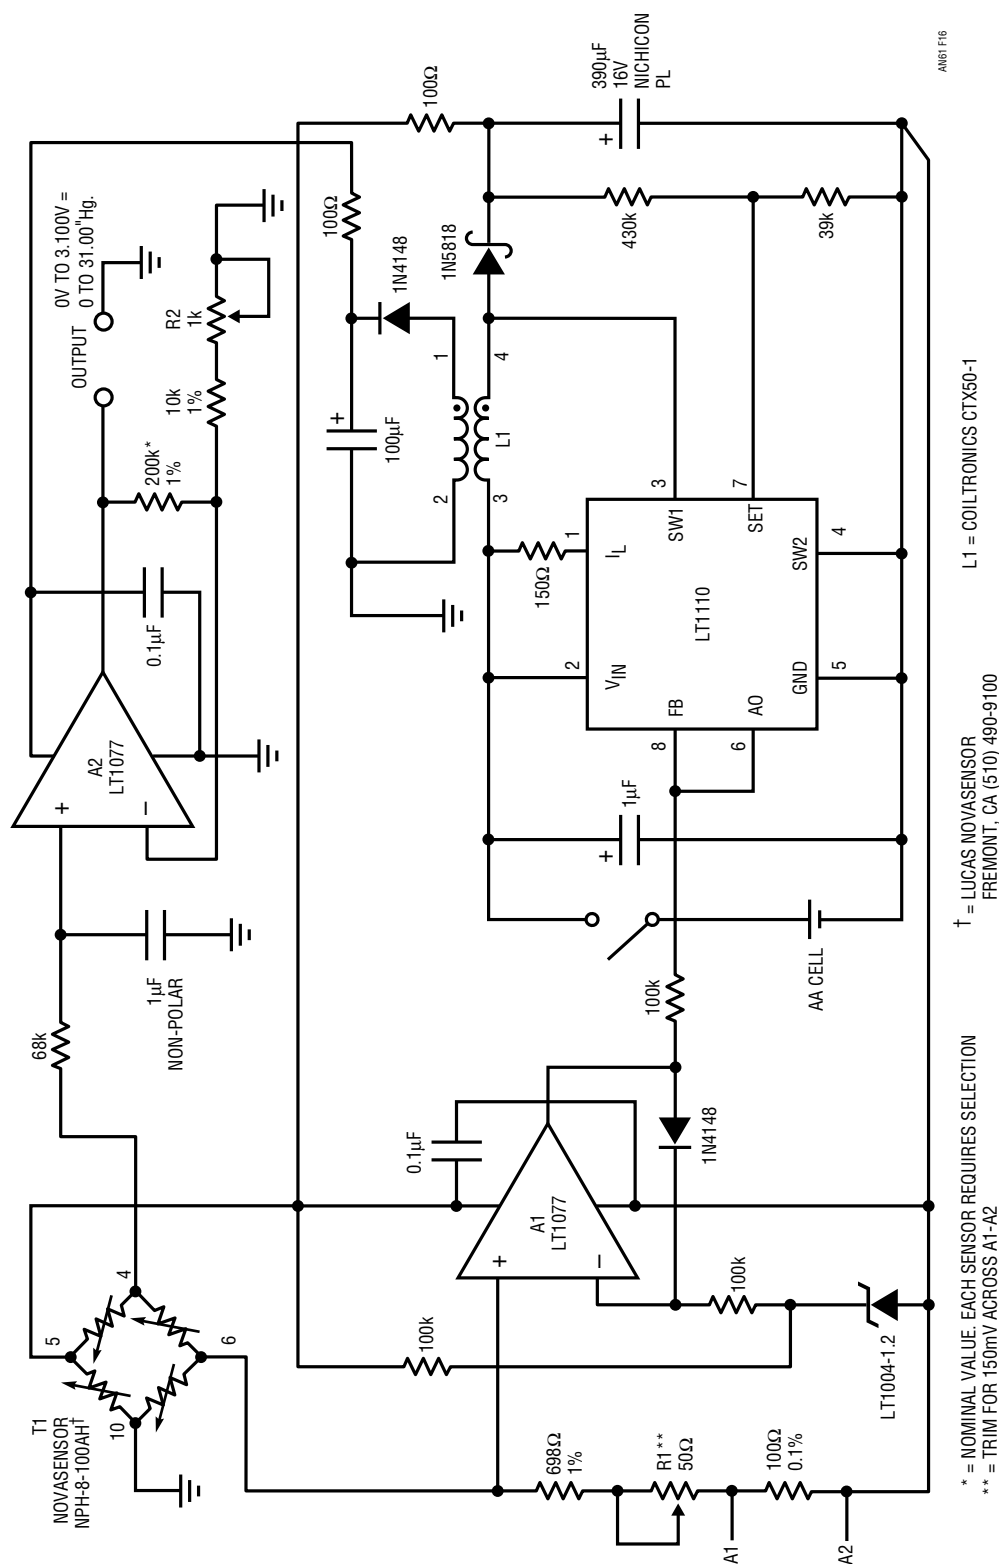 T1
NOVASENSOR
NPH-8-100AH†
5
4
10
6
68k
1µF
NON-POLAR
+
–
A2
LT1077
0.1µF
200k*
1%
OUTPUT
0V TO 3.100V =
0 TO 31.00"Hg.
10k
1%
R2
1k
100k
0.1µF
+
–
A1
LT1077
100k
1N4148
LT1004-1.2
698Ω
1%
R1**
50Ω
100Ω
0.1%
A1
A2
100k
+
1µF
AA CELL
100µF
+
100Ω
1N4148
2
1
3
4
L1
1N5818
100Ω
150Ω
2
1
3
VIN
IL
SW1
8
FB
LT1110
7
SET
6
AO
GND
SW2
5
4
430k
39k
+
390µF
16V
NICHICON
PL
* = NOMINAL VALUE. EACH SENSOR REQUIRES SELECTION
** = TRIM FOR 150mV ACROSS A1-A2
† = LUCAS NOVASENSOR
FREMONT, CA (510) 490-9100
L1 = COILTRONICS CTX50-1
AN61 F16